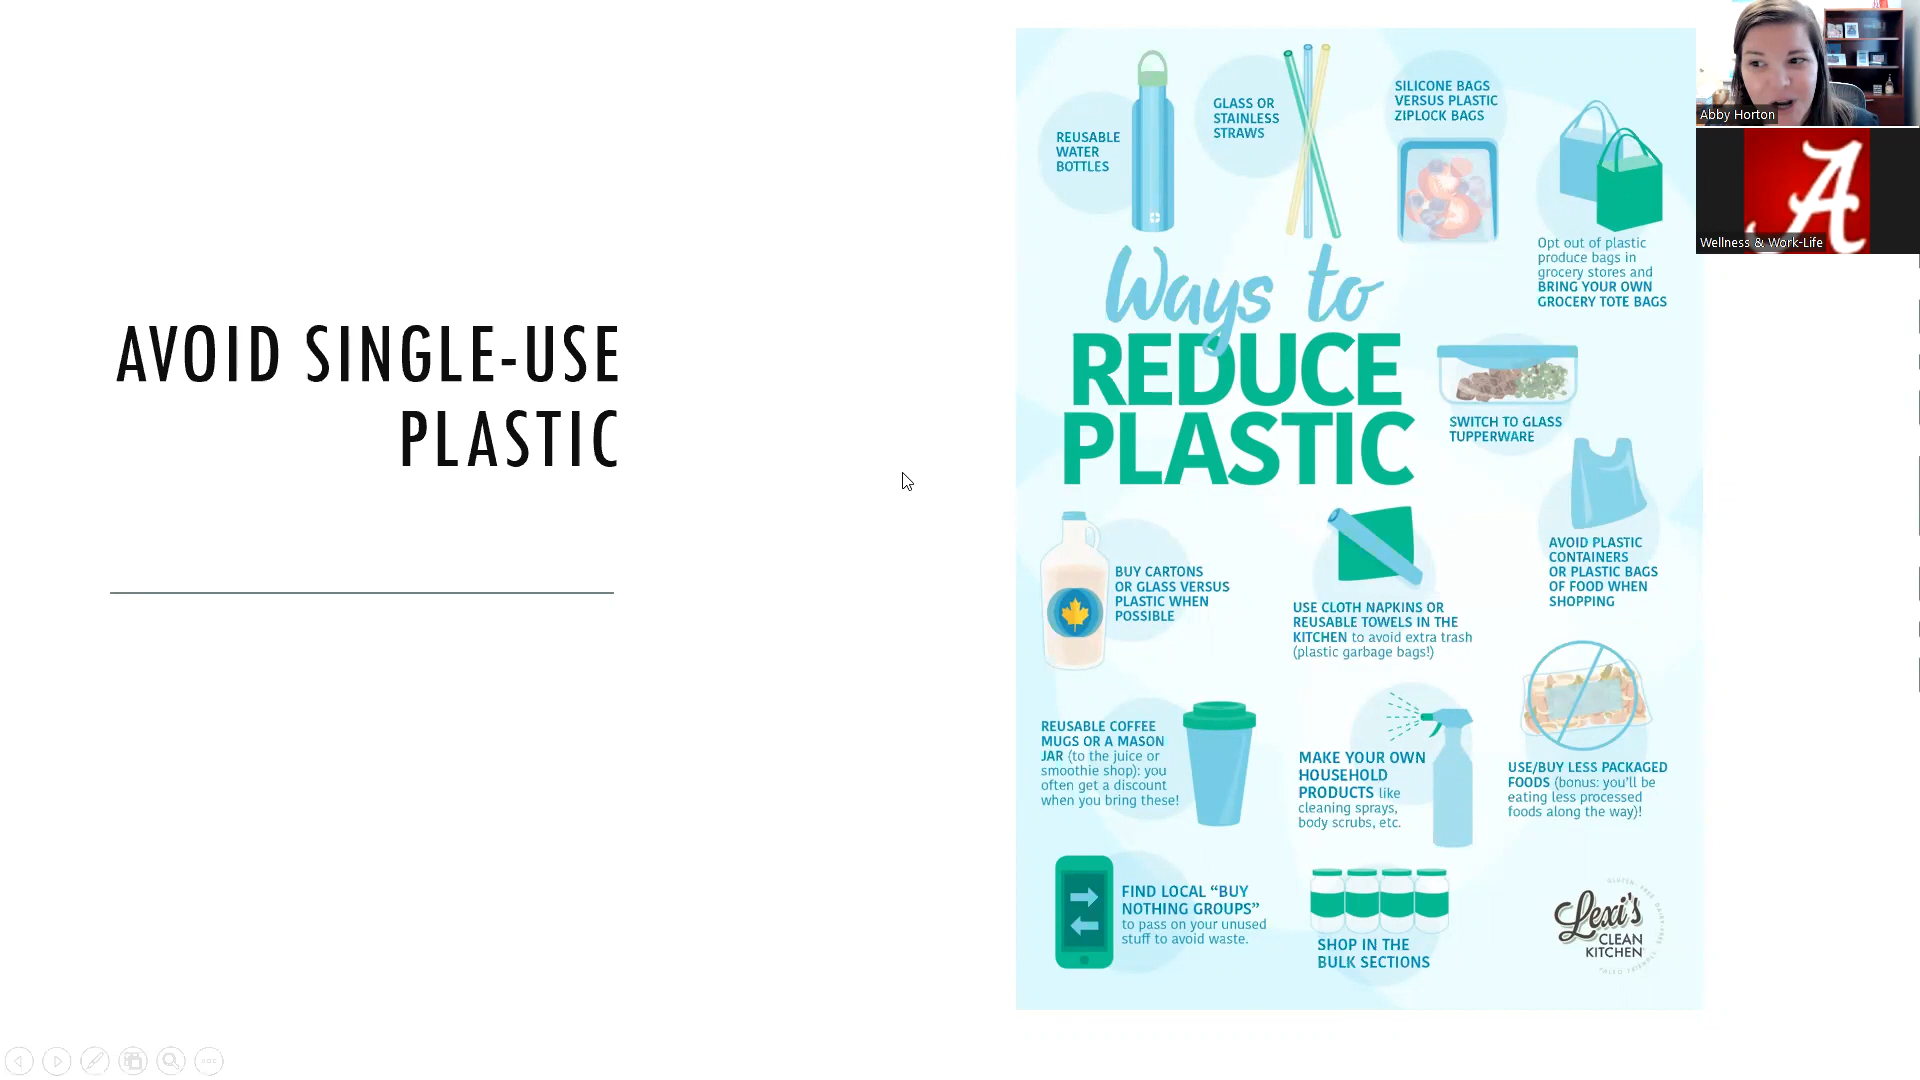 AVOID SINGLE-USE
PLASTIC
REUSABLE
WATER
BOTTLES
GLASS OR
STAINLESS
STRAWS
SILICONE BAGS
VERSUS PLASTIC
ZIPLOCK BAGS
Opt out of plastic
produce bags in
grocery stores and
BRING YOUR OWN
GROCERY TOTE BAGS
Ways to
REDUCE
PLASTIC
SWITCH TO GLASS
TUPPERWARE
AVOID PLASTIC
CONTAINERS
OR PLASTIC BAGS
OF FOOD WHEN
SHOPPING
BUY CARTONS
OR GLASS VERSUS
PLASTIC WHEN
POSSIBLE
USE CLOTH NAPKINS OR
REUSABLE TOWELS IN THE
KITCHEN to avoid extra trash
(plastic garbage bags!)
REUSABLE COFFEE
MUGS OR A MASON
JAR (to the juice or
smoothie shop): you
often get a discount
when you bring these!
MAKE YOUR OWN
HOUSEHOLD
PRODUCTS like
cleaning sprays,
body scrubs, etc.
USE/BUY LESS PACKAGED
FOODS (bonus: you'll be
eating less processed
foods along the way)!
FIND LOCAL “BUY
NOTHING GROUPS”
to pass on your unused
stuff to avoid waste.
SHOP IN THE
BULK SECTIONS
Lexi's
CLEAN
KITCHEN
Abby Horton
A
Wellness & Work-Life